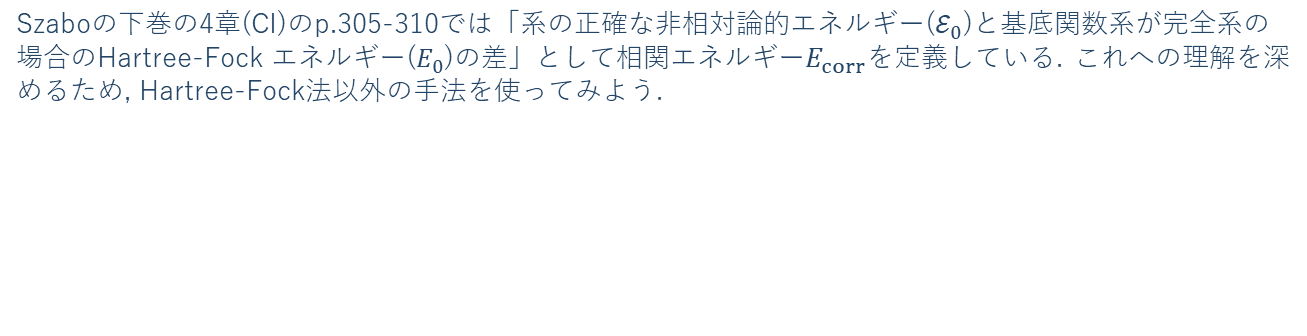 Szaboの下巻の4章(CI)のp.305-310では「系の正確な非相対論的エネルギー(ℰ₀)と基底関数系が完全系の
場合のHartree-Fock エネルギー(E₀)の差」として相関エネルギーE_corrを定義している. これへの理解を深
めるため, Hartree-Fock法以外の手法を使ってみよう.